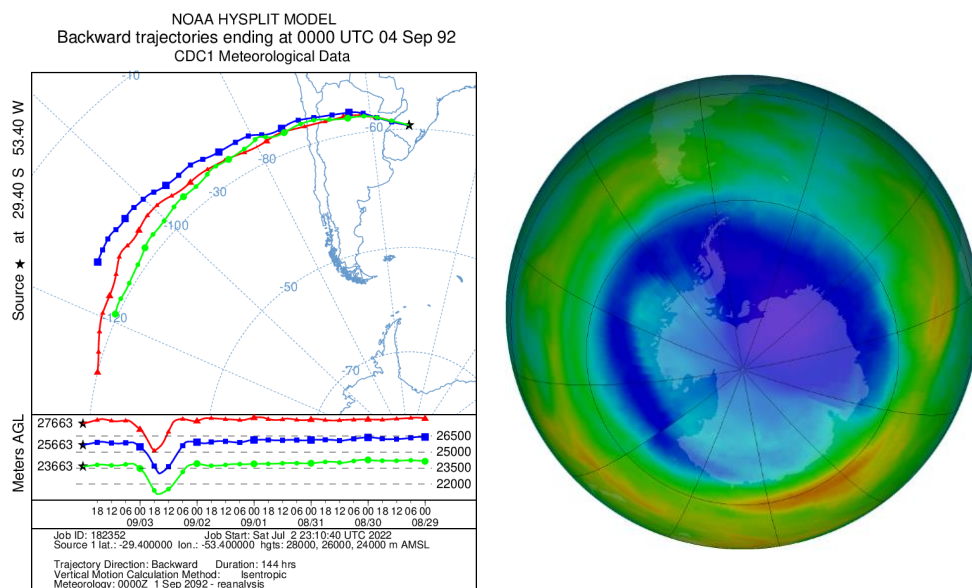 NOAA HYSPLIT MODEL
Backward trajectories ending at 0000 UTC 04 Sep 92
CDC1 Meteorological Data
Source ★ at 29.40 S 53.40 W
-10
-60
-80
-30
-100
-50
-120
-70
Meters AGL
27663
25663
23663
26500
25000
23500
22000
18 12 06 00 18 12 06 00 18 12 06 00 18 12 06 00 18 12 06 00 18 12 06 00
09/03 09/02 09/01 08/31 08/30 08/29
Job ID: 182352 Job Start: Sat Jul 2 23:10:40 UTC 2022
Source 1 lat.: -29.400000 lon.: -53.400000 hgts: 28000, 26000, 24000 m AMSL
Trajectory Direction: Backward Duration: 144 hrs
Vertical Motion Calculation Method: Isentropic
Meteorology: 0000Z 1 Sep 2092 - reanalysis